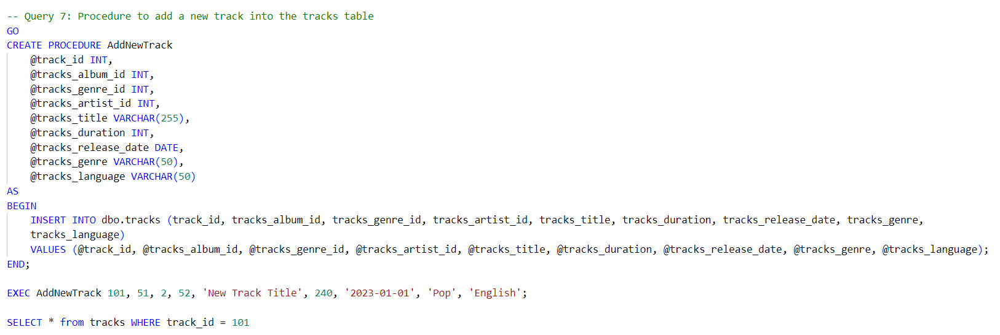 -- Query 7: Procedure to add a new track into the tracks table
GO
CREATE PROCEDURE AddNewTrack
    @track_id INT,
    @tracks_album_id INT,
    @tracks_genre_id INT,
    @tracks_artist_id INT,
    @tracks_title VARCHAR(255),
    @tracks_duration INT,
    @tracks_release_date DATE,
    @tracks_genre VARCHAR(50),
    @tracks_language VARCHAR(50)
AS
BEGIN
    INSERT INTO dbo.tracks (track_id, tracks_album_id, tracks_genre_id, tracks_artist_id, tracks_title, tracks_duration, tracks_release_date, tracks_genre,
    tracks_language)
    VALUES (@track_id, @tracks_album_id, @tracks_genre_id, @tracks_artist_id, @tracks_title, @tracks_duration, @tracks_release_date, @tracks_genre, @tracks_language);
END;

EXEC AddNewTrack 101, 51, 2, 52, 'New Track Title', 240, '2023-01-01', 'Pop', 'English';

SELECT * from tracks WHERE track_id = 101